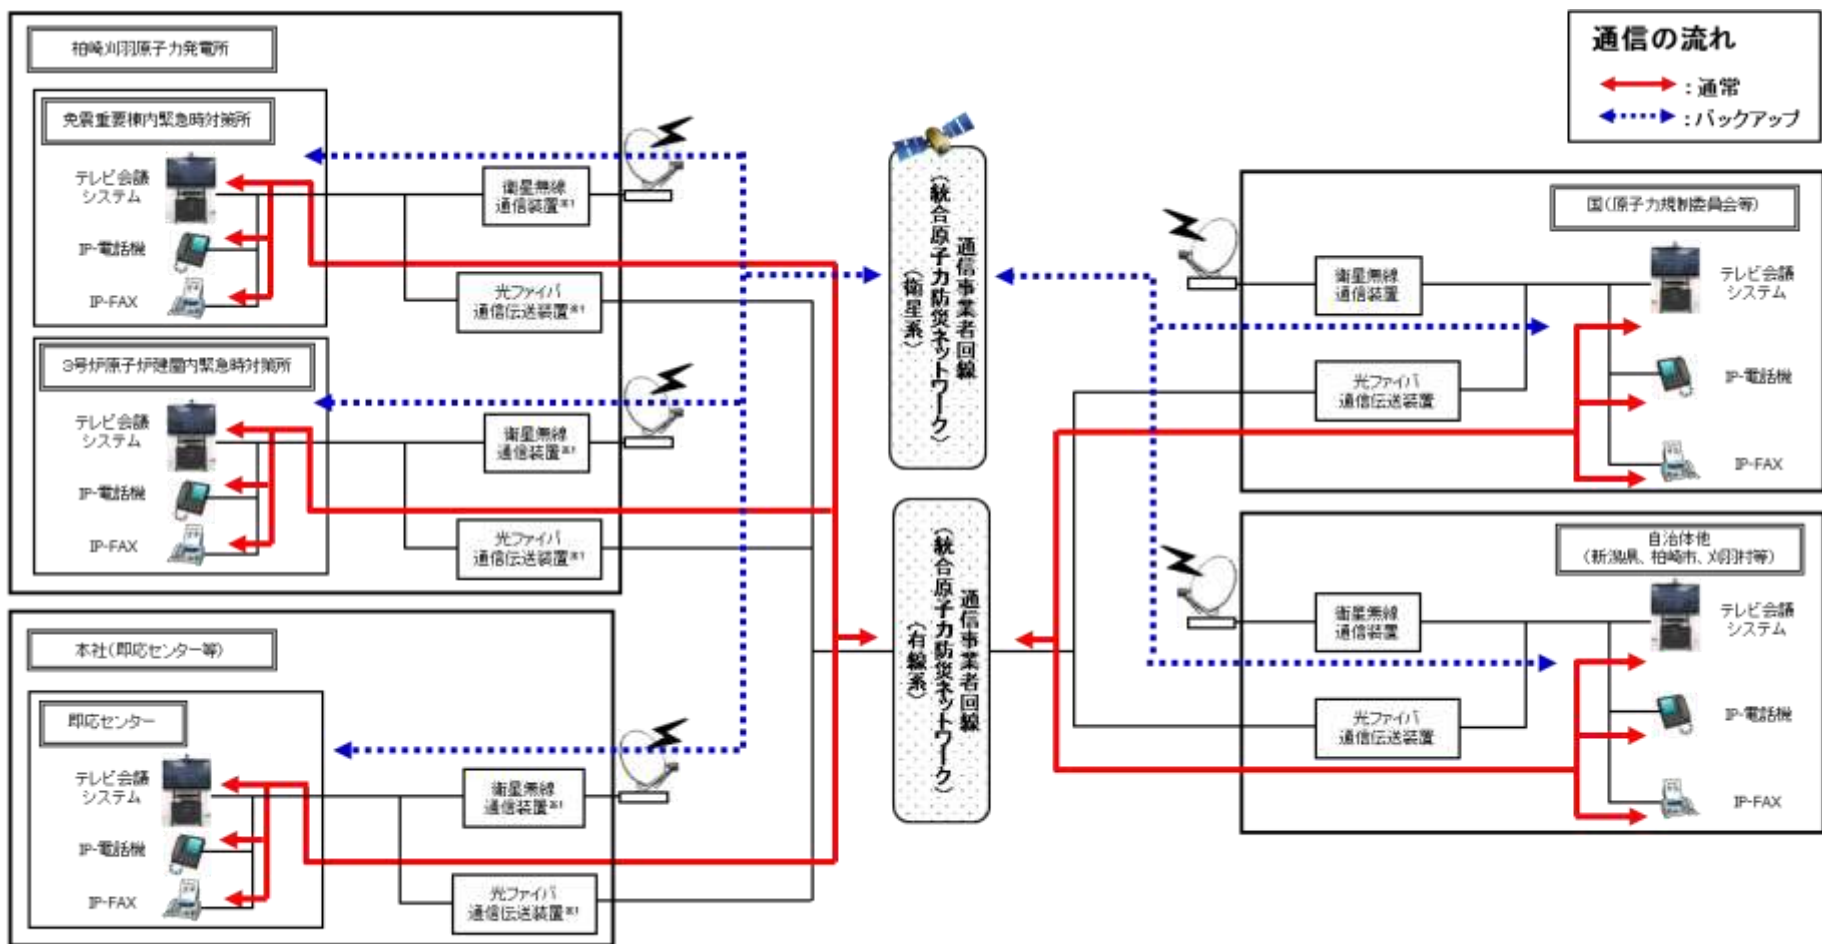 柏崎刈羽原子力発電所
免震重要棟内緊急時対策所
テレビ会議
システム
IP-電話機
IP-FAX
衛星無線
通信装置※1
光ファイバ
通信伝送装置※1
3号炉原子炉建屋内緊急時対策所
テレビ会議
システム
IP-電話機
IP-FAX
衛星無線
通信装置※1
光ファイバ
通信伝送装置※1
本社(即応センター等)
即応センター
テレビ会議
システム
IP-電話機
IP-FAX
衛星無線
通信装置※1
光ファイバ
通信伝送装置※1
通信事業者回線
(統合原子力防災ネットワーク)
(衛星系)
通信事業者回線
(統合原子力防災ネットワーク)
(有線系)
通信の流れ
:通常
:バックアップ
国(原子力規制委員会等)
衛星無線
通信装置
光ファイバ
通信伝送装置
テレビ会議
システム
IP-電話機
IP-FAX
自治体他
(新潟県、柏崎市、刈羽村等)
衛星無線
通信装置
光ファイバ
通信伝送装置
テレビ会議
システム
IP-電話機
IP-FAX